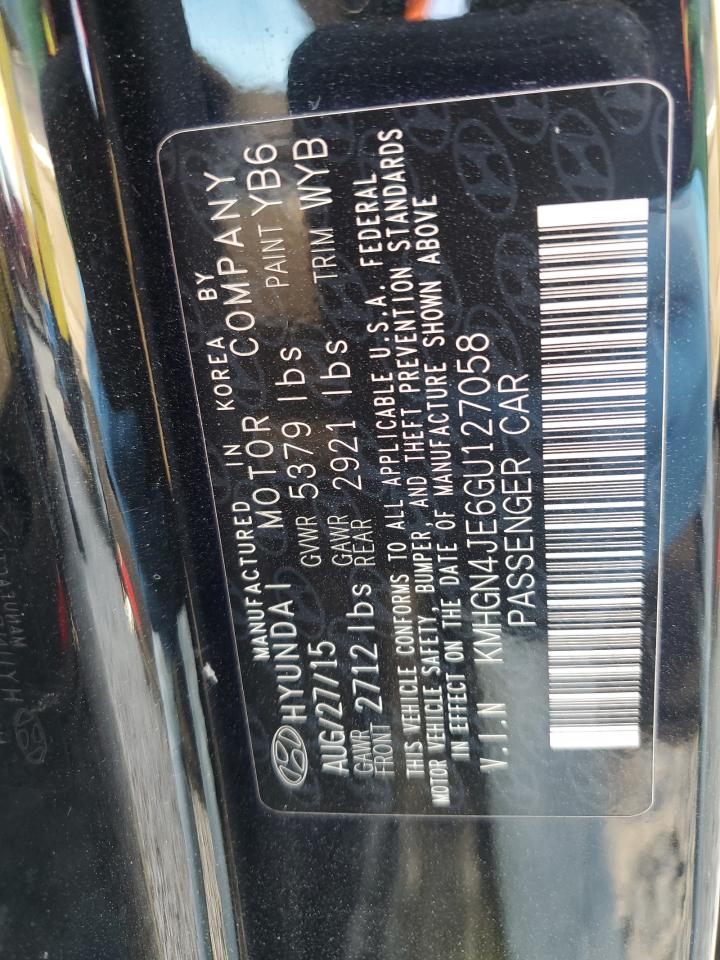 MANUFACTURED IN KOREA BY
HYUNDAI MOTOR COMPANY
AUG/27/15 GVWR 5379 lbs PAINT YB6
GAWR FRONT 2712 lbs GAWR REAR 2921 lbs TRIM WYB
THIS VEHICLE CONFORMS TO ALL APPLICABLE U.S.A. FEDERAL
MOTOR VEHICLE SAFETY, BUMPER, AND THEFT PREVENTION STANDARDS
IN EFFECT ON THE DATE OF MANUFACTURE SHOWN ABOVE
V.I.N KMHGN4JE6GU127058
PASSENGER CAR